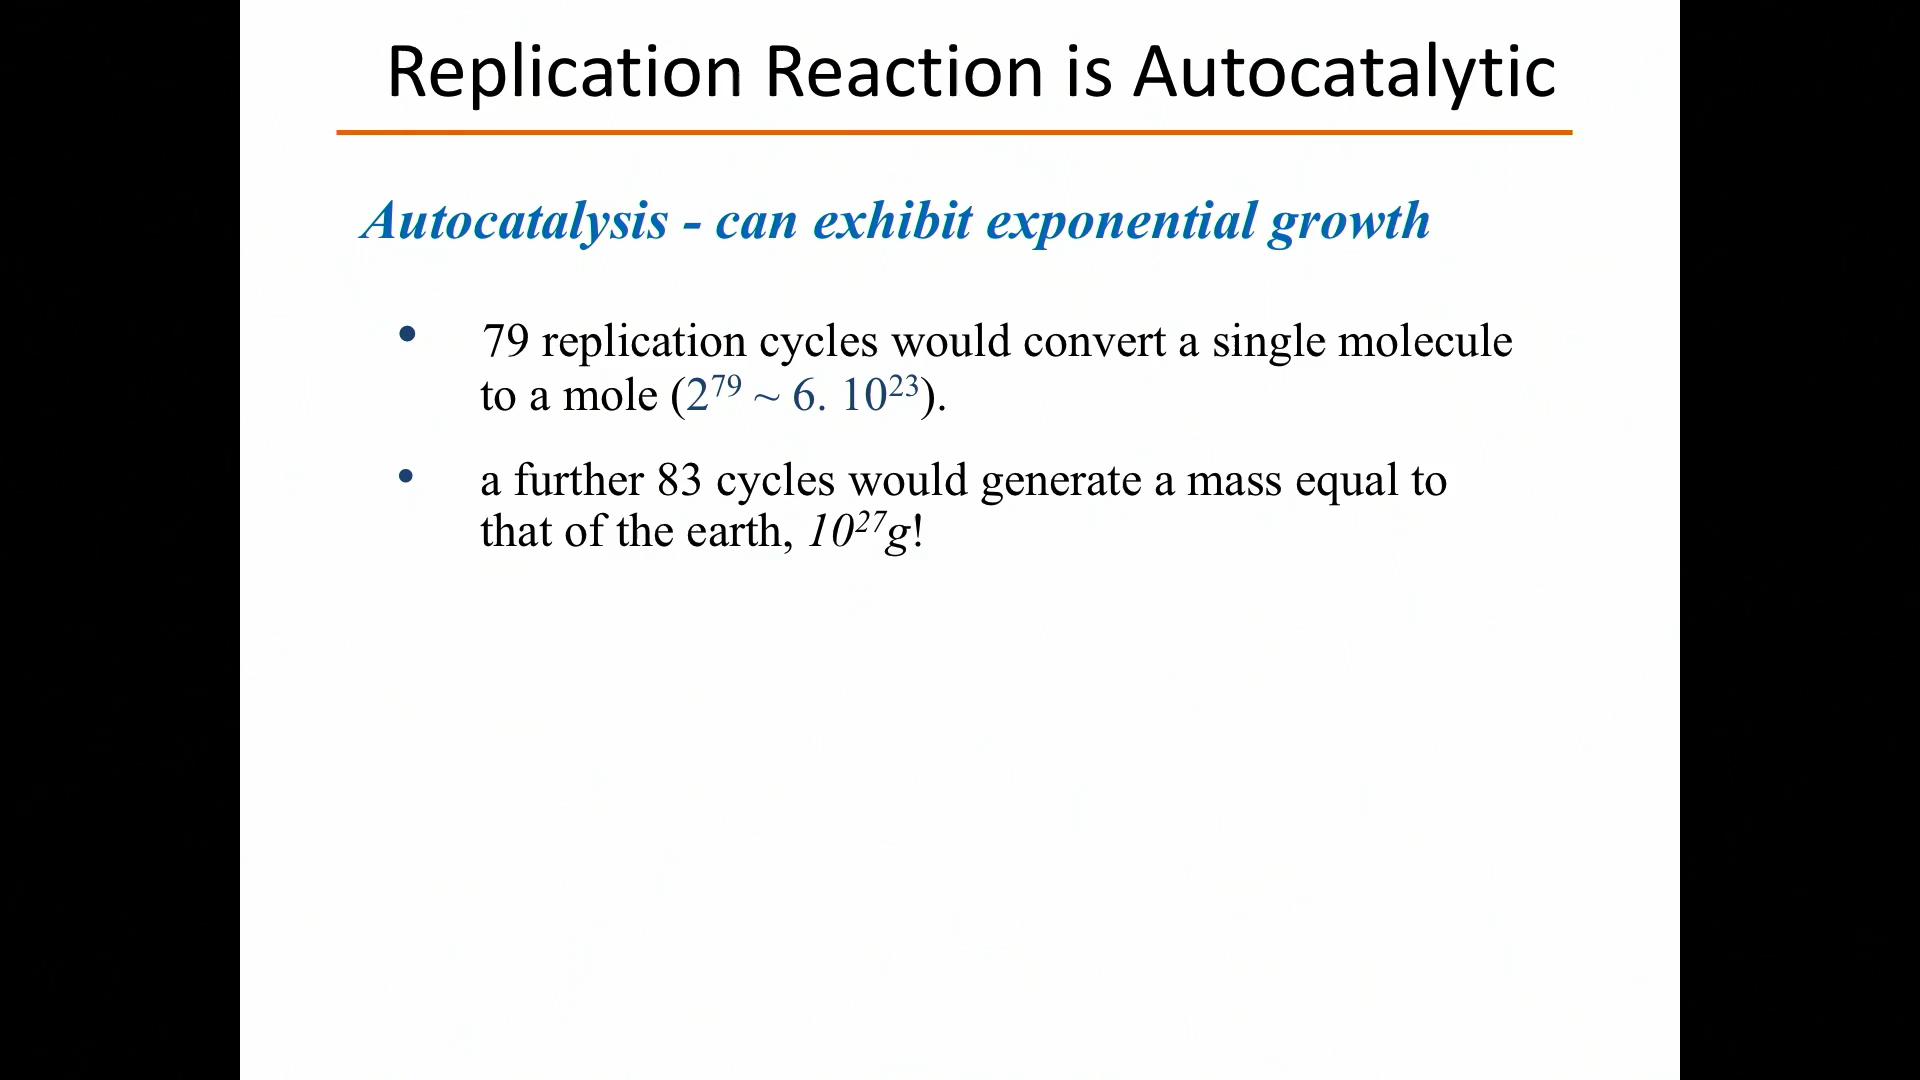 Replication Reaction is Autocatalytic
Autocatalysis - can exhibit exponential growth
• 79 replication cycles would convert a single molecule
to a mole (2⁷⁹ ~ 6. 10²³).
• a further 83 cycles would generate a mass equal to
that of the earth, 10²⁷g!